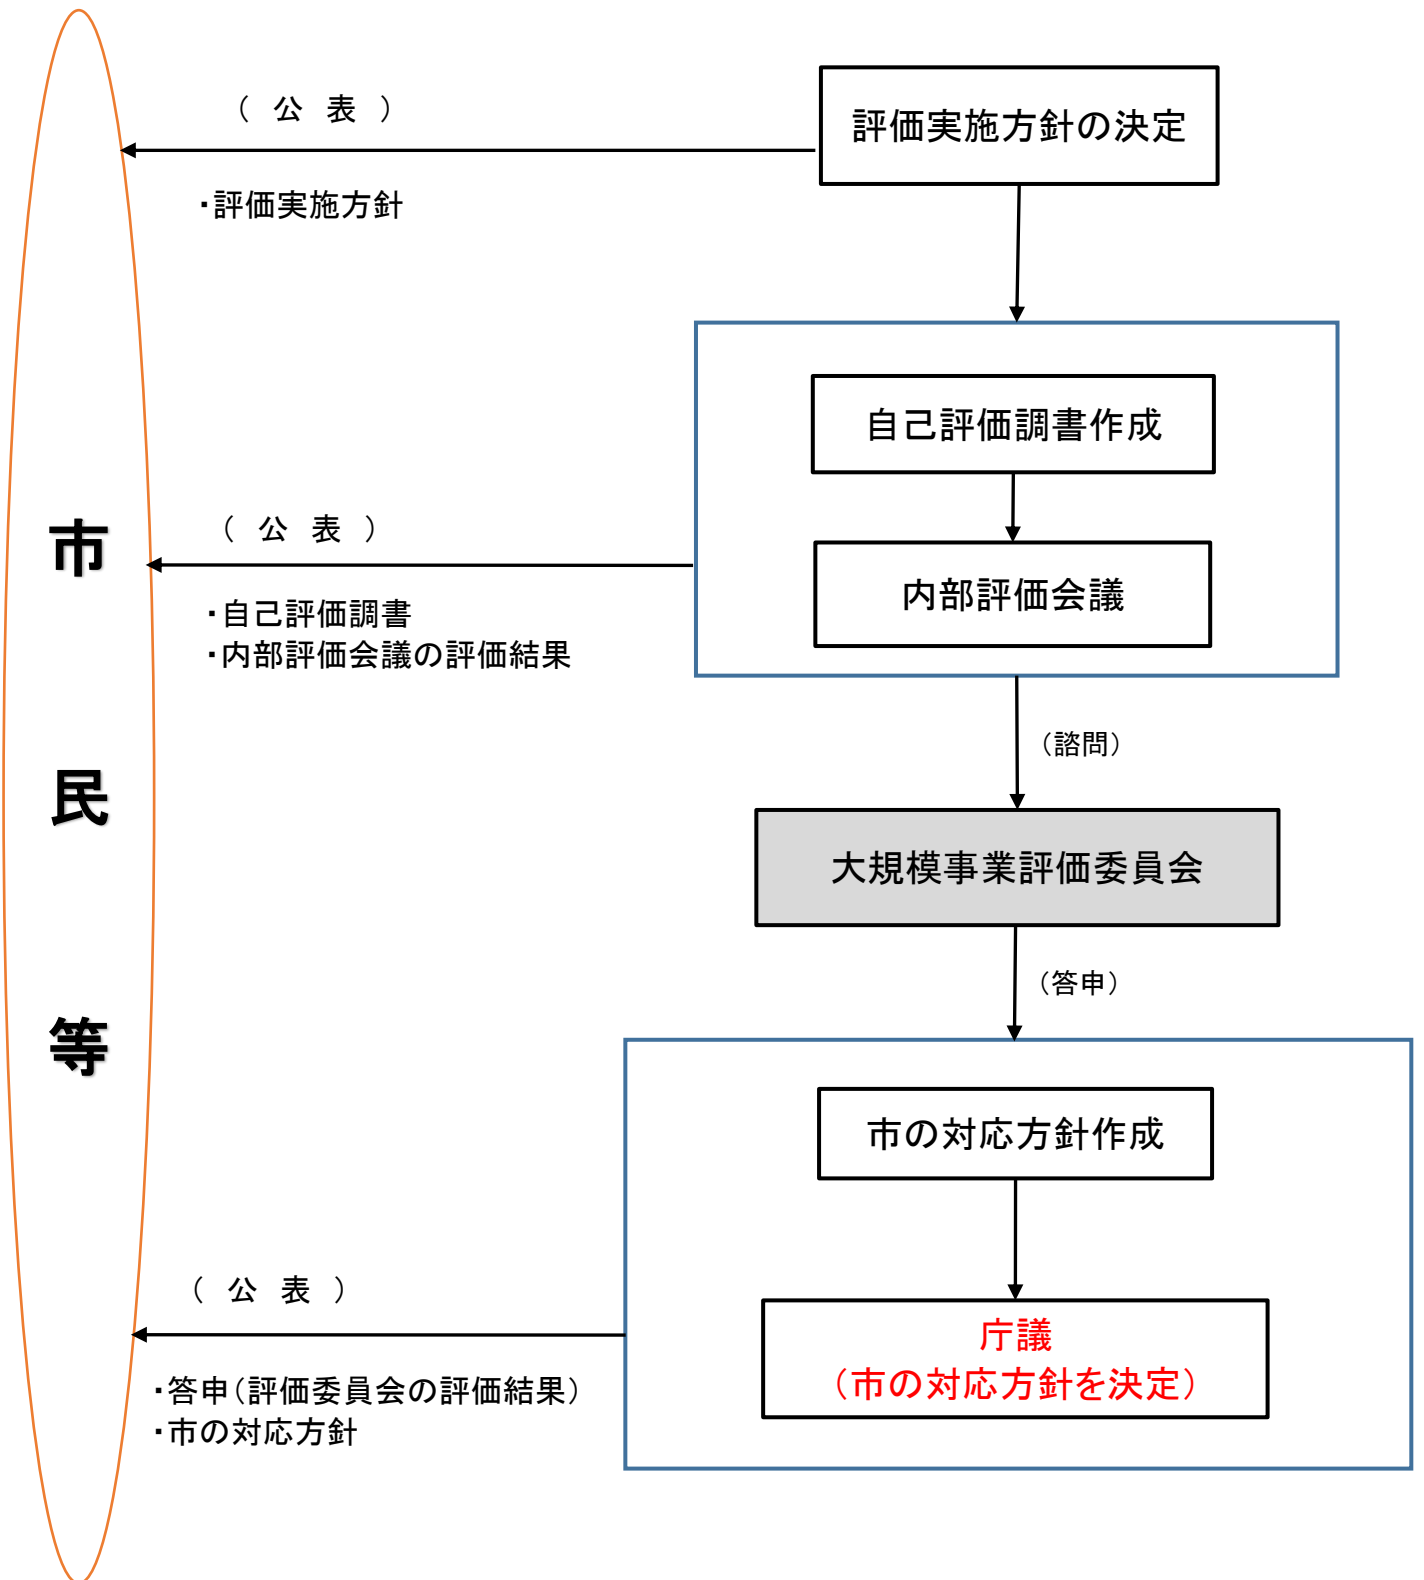 評価実施方針の決定
（ 公 表 ）
・評価実施方針
自己評価調書作成
内部評価会議
（ 公 表 ）
・自己評価調書
・内部評価会議の評価結果
（諮問）
大規模事業評価委員会
（答申）
市の対応方針作成
庁議
（市の対応方針を決定）
（ 公 表 ）
・答申（評価委員会の評価結果）
・市の対応方針
市
民
等